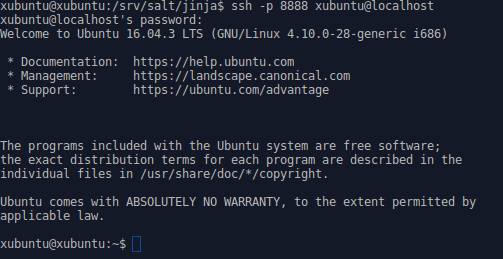 xubuntu@xubuntu:/srv/salt/jinja$ ssh -p 8888 xubuntu@localhost
xubuntu@localhost's password:
Welcome to Ubuntu 16.04.3 LTS (GNU/Linux 4.10.0-28-generic i686)
* Documentation:  https://help.ubuntu.com
* Management:     https://landscape.canonical.com
* Support:        https://ubuntu.com/advantage
The programs included with the Ubuntu system are free software;
the exact distribution terms for each program are described in the
individual files in /usr/share/doc/*/copyright.
Ubuntu comes with ABSOLUTELY NO WARRANTY, to the extent permitted by
applicable law.
xubuntu@xubuntu:~$